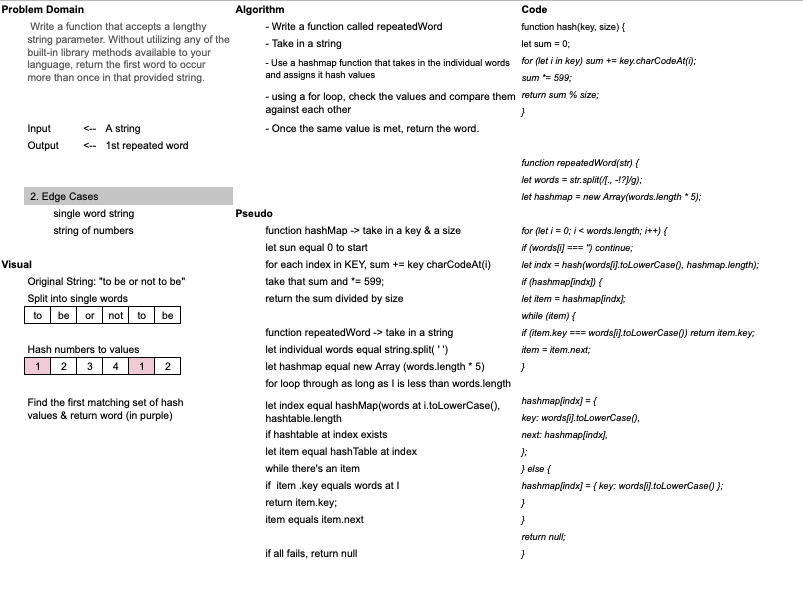 Problem Domain
Write a function that accepts a lengthy
string parameter. Without utilizing any of the
built-in library methods available to your
language, return the first word to occur
more than once in that provided string.
Input <-- A string
Output <-- 1st repeated word
2. Edge Cases
single word string
string of numbers
Visual
Original String: "to be or not to be"
Split into single words
to be or not to be
Hash numbers to values
1 2 3 4 1 2
Find the first matching set of hash
values & return word (in purple)
Algorithm
- Write a function called repeatedWord
- Take in a string
- Use a hashmap function that takes in the individual words
and assigns it hash values
- using a for loop, check the values and compare them
against each other
- Once the same value is met, return the word.
Pseudo
function hashMap -> take in a key & a size
let sun equal 0 to start
for each index in KEY, sum += key charCodeAt(i)
take that sum and *= 599;
return the sum divided by size
function repeatedWord -> take in a string
let individual words equal string.split( ' ')
let hashmap equal new Array (words.length * 5)
for loop through as long as I is less than words.length
let index equal hashMap(words at i.toLowerCase(),
hashtable.length
if hashtable at index exists
let item equal hashTable at index
while there's an item
if item .key equals words at I
return item.key;
item equals item.next
if all fails, return null
Code
function hash(key, size) {
let sum = 0;
for (let i in key) sum += key.charCodeAt(i);
sum *= 599;
return sum % size;
}
function repeatedWord(str) {
let words = str.split(/[., -!?]/g);
let hashmap = new Array(words.length * 5);
for (let i = 0; i < words.length; i++) {
if (words[i] === '') continue;
let indx = hash(words[i].toLowerCase(), hashmap.length);
if (hashmap[indx]) {
let item = hashmap[indx];
while (item) {
if (item.key === words[i].toLowerCase()) return item.key;
item = item.next;
}
hashmap[indx] = {
key: words[i].toLowerCase(),
next: hashmap[indx],
};
} else {
hashmap[indx] = { key: words[i].toLowerCase() };
}
}
return null;
}